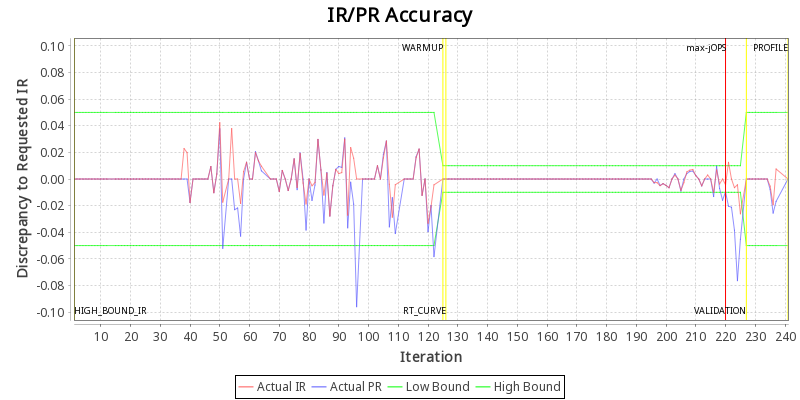 IR/PR Accuracy
Discrepancy to Requested IR
0.10
0.08
0.06
0.04
0.02
0.00
-0.02
-0.04
-0.06
-0.08
-0.10
WARMUP
max-jOPS
PROFILE
HIGH_BOUND_IR
RT_CURVE
VALIDATION
10 20 30 40 50 60 70 80 90 100 110 120 130 140 150 160 170 180 190 200 210 220 230 240
Iteration
Actual IR Actual PR Low Bound High Bound